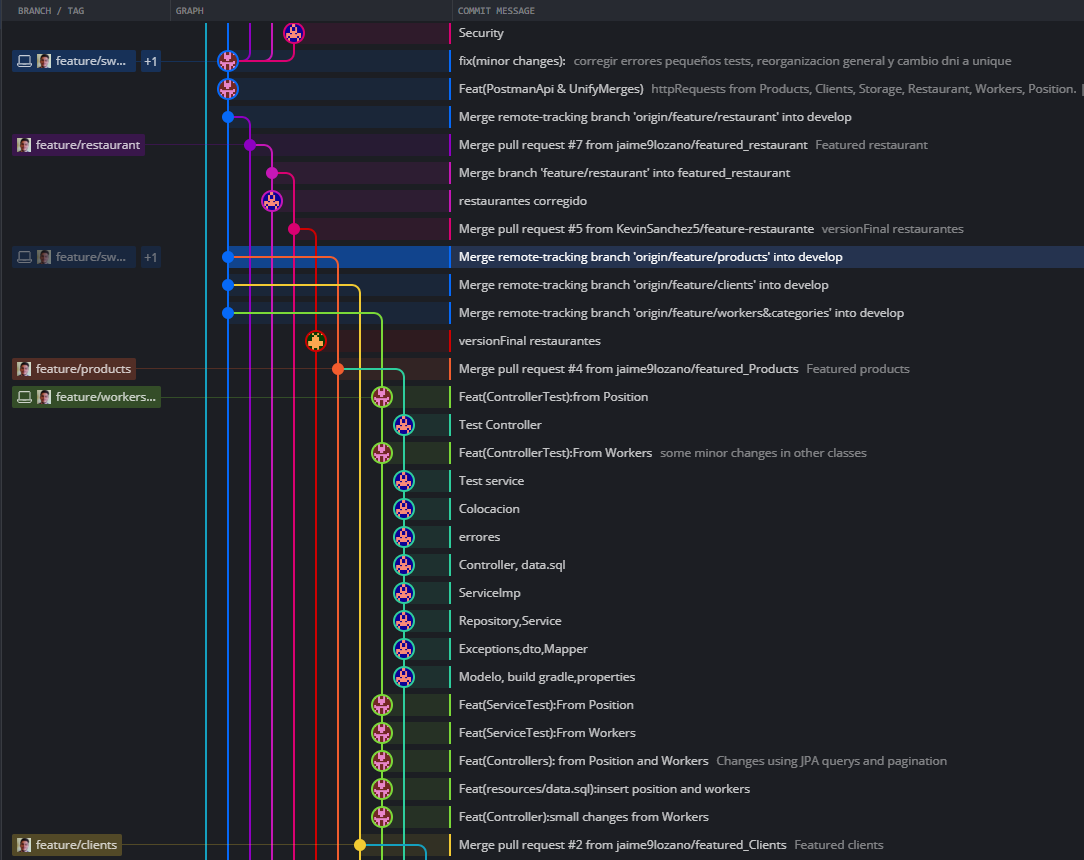 BRANCH / TAG GRAPH COMMIT MESSAGE
Security
feature/sw... +1 fix(minor changes): corregir errores pequeños tests, reorganizacion general y cambio dni a unique
Feat(PostmanApi & UnifyMerges) httpRequests from Products, Clients, Storage, Restaurant, Workers, Position.
Merge remote-tracking branch 'origin/feature/restaurant' into develop
feature/restaurant Merge pull request #7 from jaime9lozano/featured_restaurant Featured restaurant
Merge branch 'feature/restaurant' into featured_restaurant
restaurantes corregido
Merge pull request #5 from KevinSanchez5/feature-restaurante versionFinal restaurantes
feature/sw... +1 Merge remote-tracking branch 'origin/feature/products' into develop
Merge remote-tracking branch 'origin/feature/clients' into develop
Merge remote-tracking branch 'origin/feature/workers&categories' into develop
versionFinal restaurantes
feature/products Merge pull request #4 from jaime9lozano/featured_Products Featured products
feature/workers... Feat(ControllerTest):from Position
Test Controller
Feat(ControllerTest):From Workers some minor changes in other classes
Test service
Colocacion
errores
Controller, data.sql
ServiceImp
Repository,Service
Exceptions,dto,Mapper
Modelo, build gradle,properties
Feat(ServiceTest):From Position
Feat(ServiceTest):From Workers
Feat(Controllers): from Position and Workers Changes using JPA querys and pagination
Feat(resources/data.sql):insert position and workers
Feat(Controller):small changes from Workers
feature/clients Merge pull request #2 from jaime9lozano/featured_Clients Featured clients